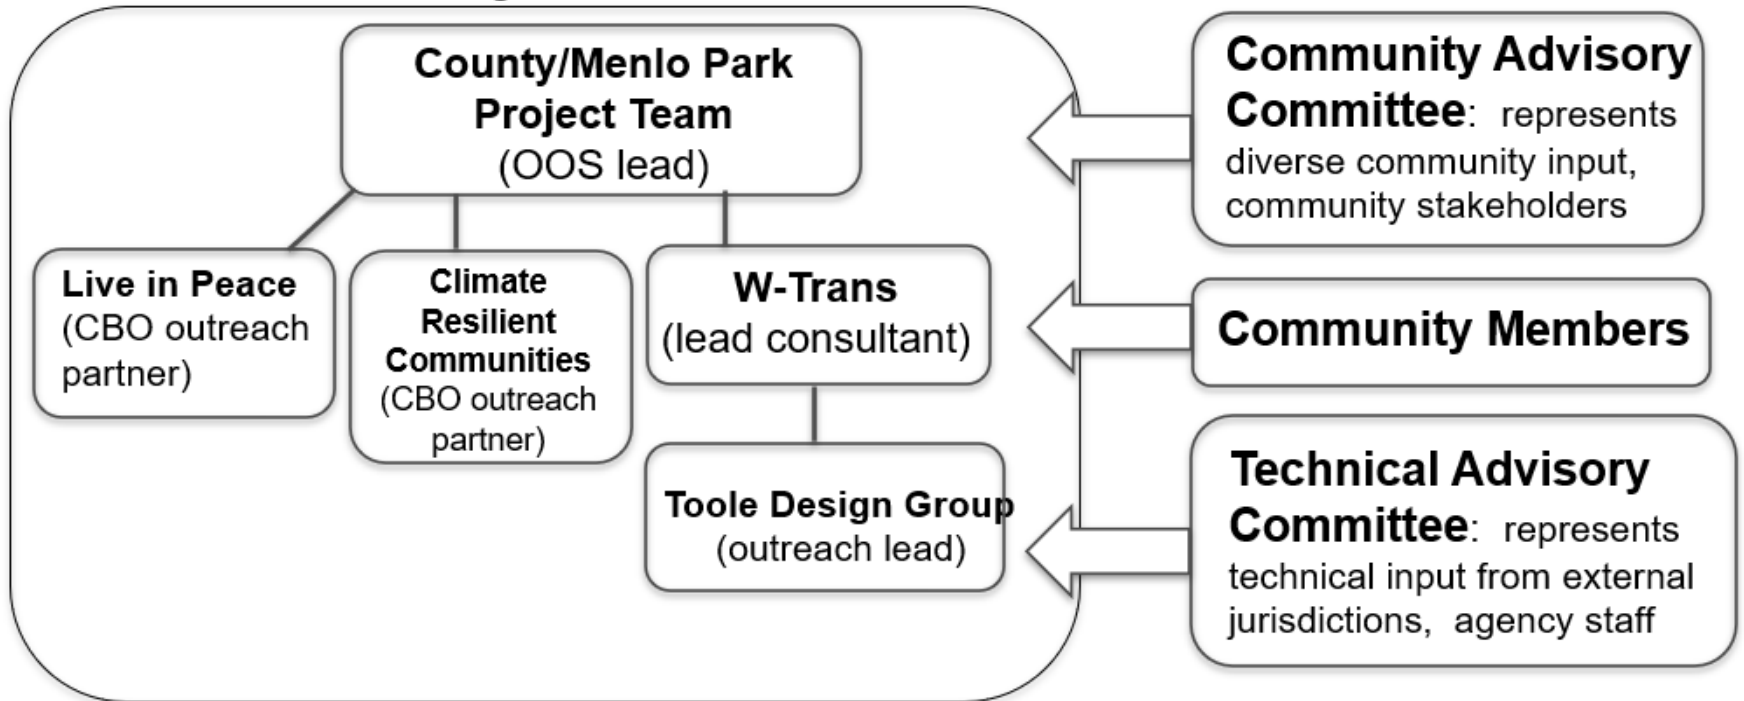 County/Menlo Park
Project Team
(OOS lead)
Live in Peace
(CBO outreach
partner)
Climate
Resilient
Communities
(CBO outreach
partner)
W-Trans
(lead consultant)
Toole Design Group
(outreach lead)
Community Advisory
Committee: represents
diverse community input,
community stakeholders
Community Members
Technical Advisory
Committee: represents
technical input from external
jurisdictions, agency staff